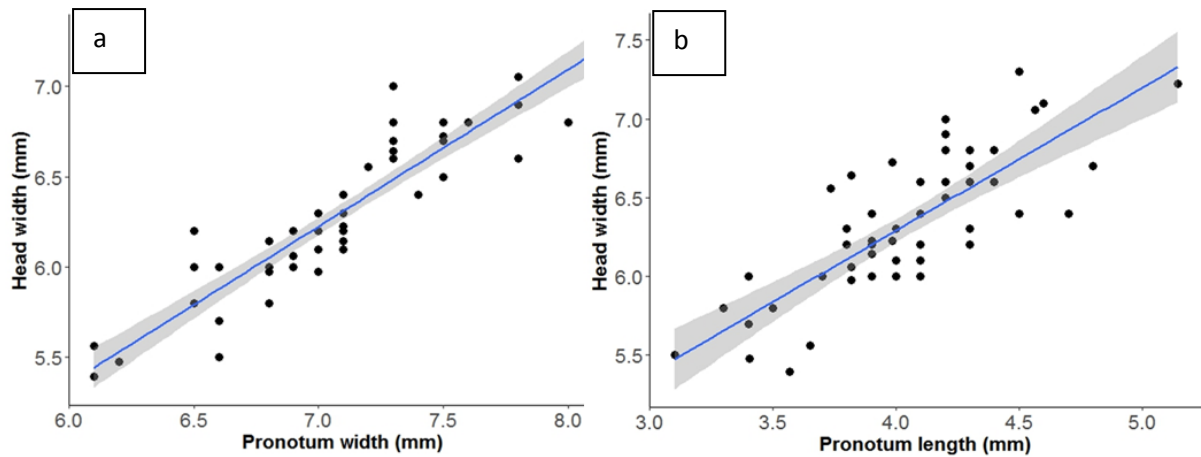 a
7.0
6.5
6.0
5.5
Head width (mm)
6.0 6.5 7.0 7.5 8.0
Pronotum width (mm)
b
7.5
7.0
6.5
6.0
5.5
Head width (mm)
3.0 3.5 4.0 4.5 5.0
Pronotum length (mm)